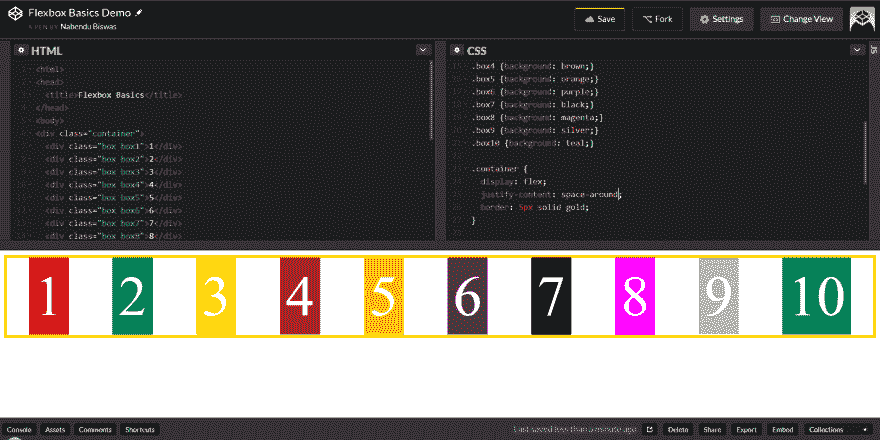 Flexbox Basics Demo
A PEN BY Nabendu Biswas
Save
Fork
Settings
Change View
HTML
<html>
<head>
<title>Flexbox Basics</title>
</head>
<body>
<div class="container">
<div class="box box1">1</div>
<div class="box box2">2</div>
<div class="box box3">3</div>
<div class="box box4">4</div>
<div class="box box5">5</div>
<div class="box box6">6</div>
<div class="box box7">7</div>
<div class="box box8">8
CSS
JS
.box4 {background: brown;}
.box5 {background: orange;}
.box6 {background: purple;}
.box7 {background: black;}
.box8 {background: magenta;}
.box9 {background: silver;}
.box10 {background: teal;}
.container {
display: flex;
justify-content: space-around;
border: 5px solid gold;
}
1 2 3 4 5 6 7 8 9 10
Console Assets Comments Shortcuts
Last saved less than a minute ago Delete Share Export Embed Collections